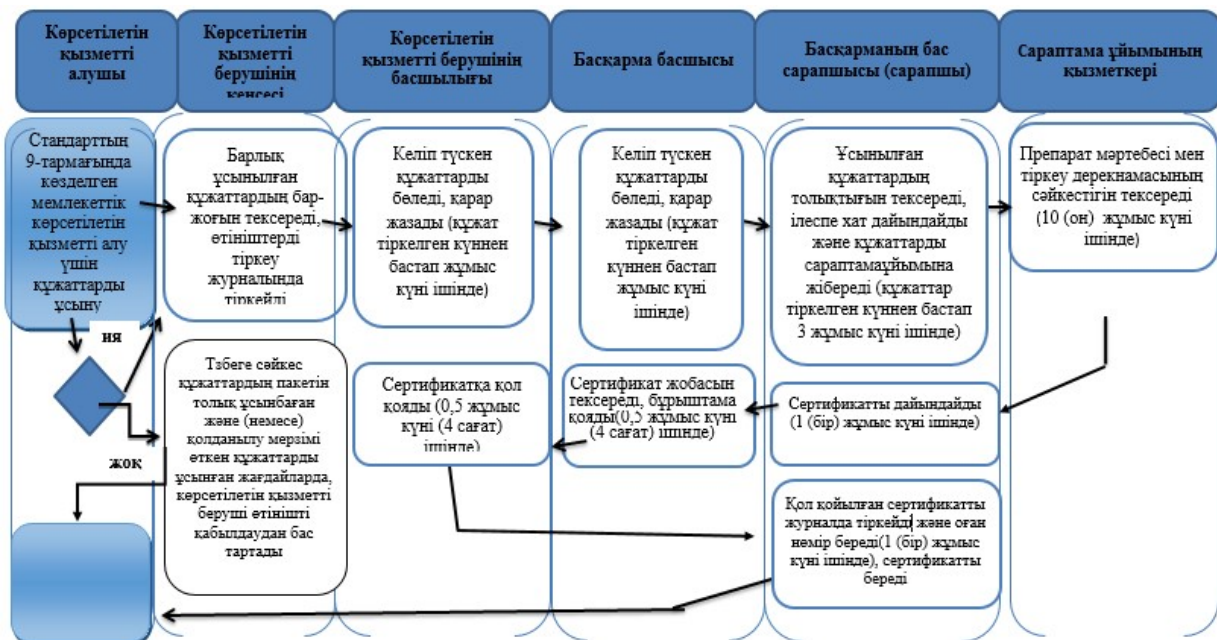 Көрсетілетін
қызметті
алушы
Көрсетілетін
қызметті
берушінің
кеңсесі
Көрсетілетін
қызметті берушінің
басшылығы
Басқарма басшысы
Басқарманың бас
сарапшысы (сарапшы)
Сараптама ұйымының
қызметкері
Стандарттың
9-тармағында
көзделген
мемлекеттік
көрсетілетін
қызметті алу
үшін
құжаттарды
ұсыну
Барлық
ұсынылған
құжаттардың бар-
жоғын тексереді,
өтініштерді
тіркеу
журналында
тіркейді
Келіп түскен
құжаттарды
бөледі, қарар
жазады (құжат
тіркелген күннен
бастап жұмыс
күні ішінде)
Келіп түскен
құжаттарды
бөледі, қарар
жазады (құжат
тіркелген
күннен бастап
жұмыс күні
ішінде)
Ұсынылған
құжаттардың
толықтығын тексереді,
ілеспе хат дайындайды
және құжаттарды
сараптамаұйымына
жібереді (құжаттар
тіркелген күннен бастап
3 жұмыс күні ішінде)
Препарат мәртебесі мен
тіркеу дерекнамасының
сәйкестігін тексереді
(10 (он) жұмыс күні
ішінде)
ия
жоқ
Тзбеге сәйкес
құжаттардың пакетін
толық ұсынбаған
және (немесе)
қолданылу мерзімі
өткен құжаттарды
ұсынған жағдайларда,
көрсетілетін қызметті
беруші өтінішті
қабылдаудан бас
тартады
Сертификатқа қол
қояды (0,5 жұмыс
күні (4 сағат)
ішінде)
Сертификат жобасын
тексереді, бұрыштама
қояды(0,5 жұмыс күні
(4 сағат) ішінде)
Сертификатты дайындайды
(1 (бір) жұмыс күні ішінде)
Қол қойылған сертификатты
журналда тіркейді және оған
нөмір береді(1 (бір) жұмыс
күні ішінде), сертификатты
береді